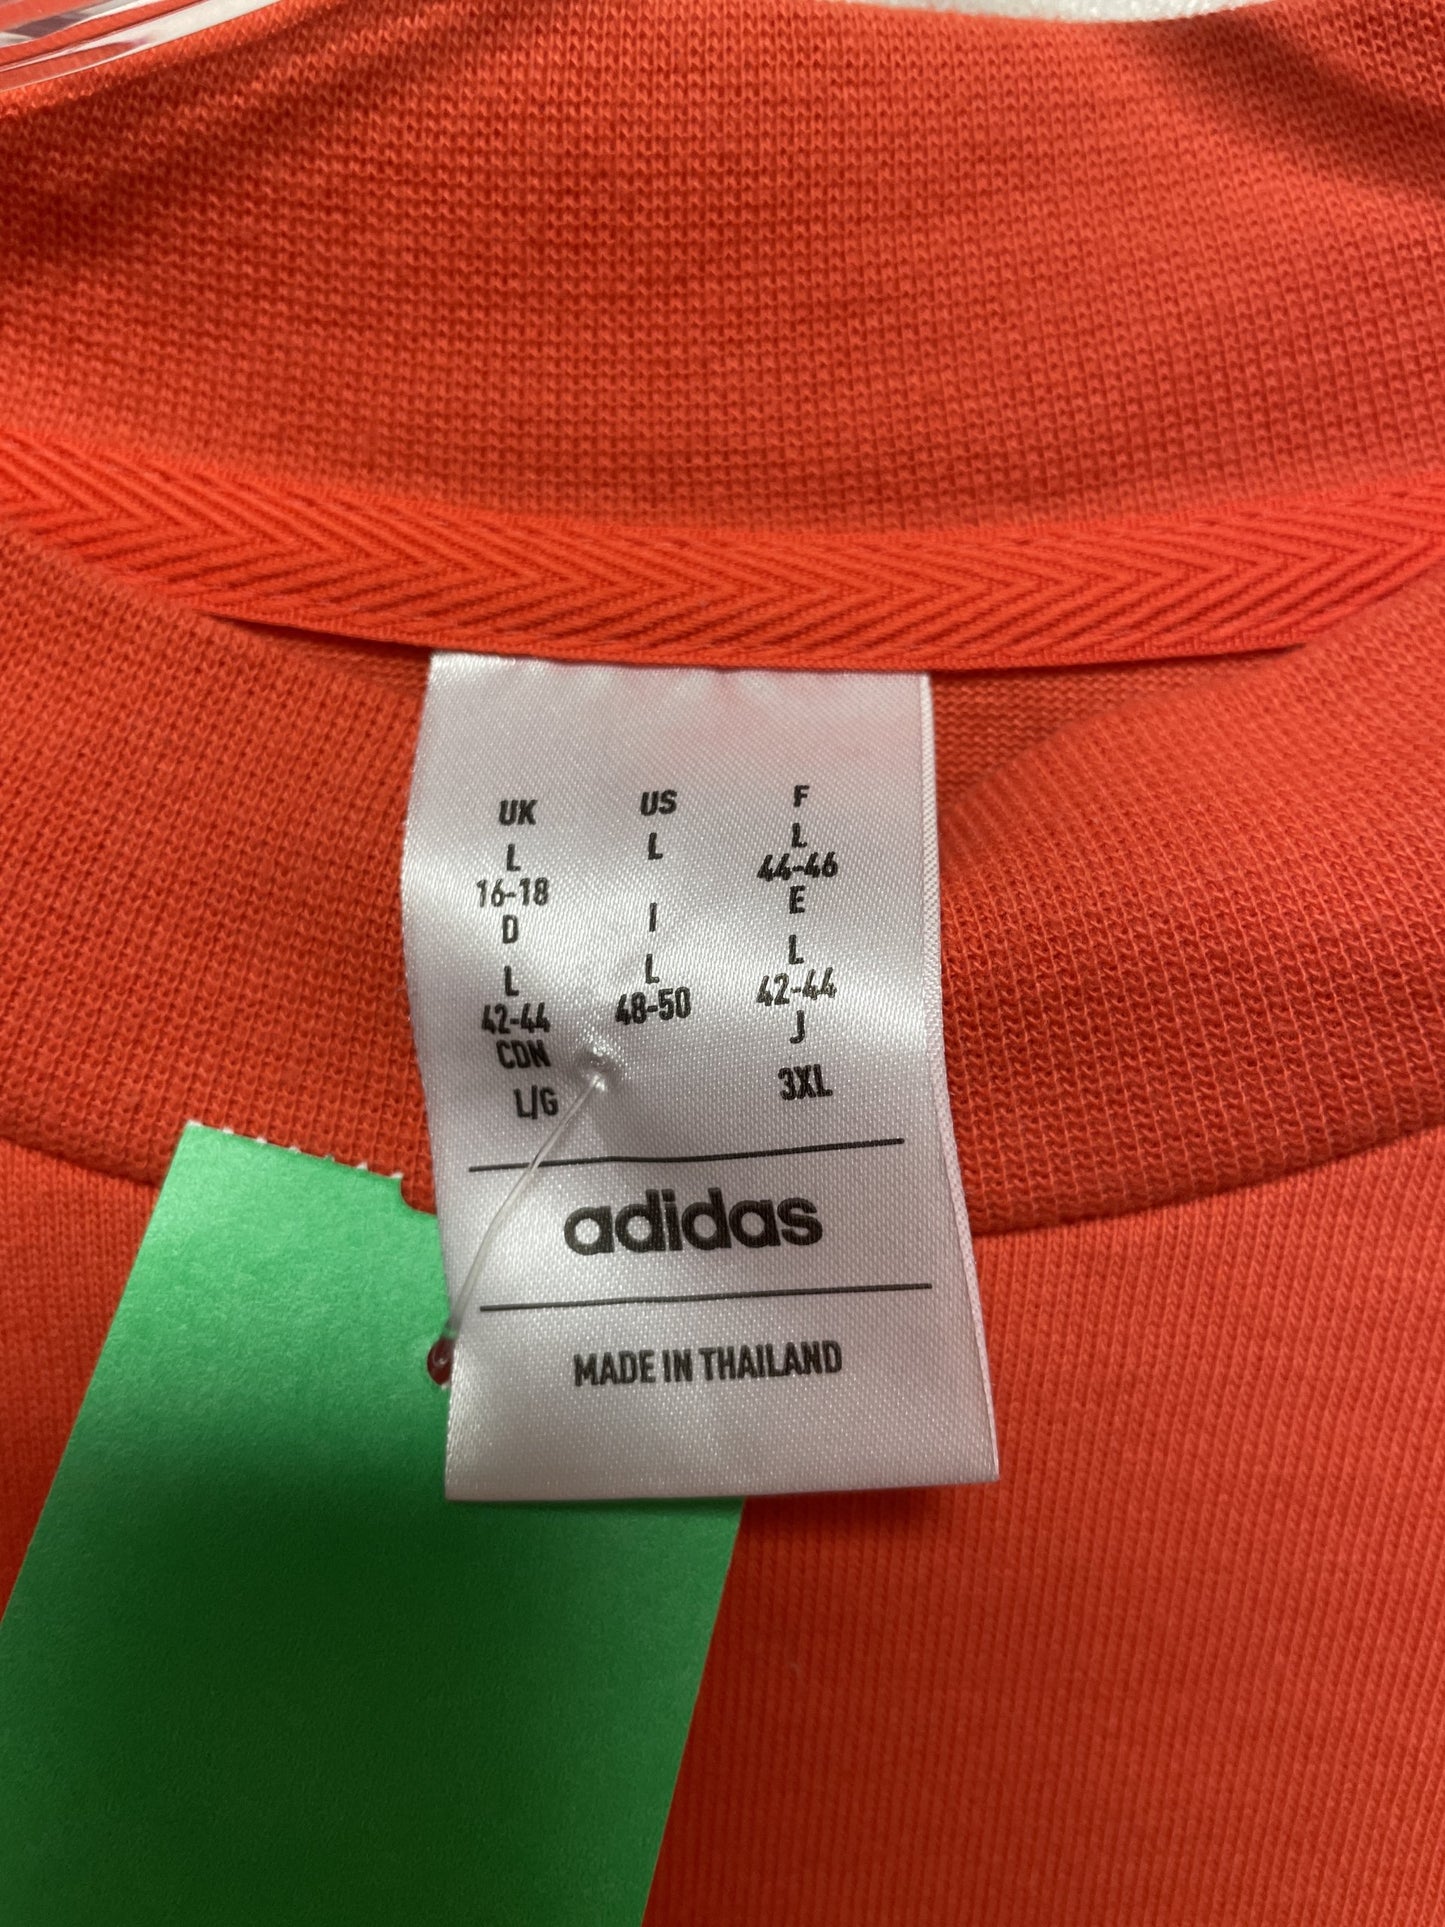 UK US F
L L L
16-18 44-46
D I E
L L L
42-44 48-50 42-44
CDN J
L/G 3XL
adidas
MADE IN THAILAND